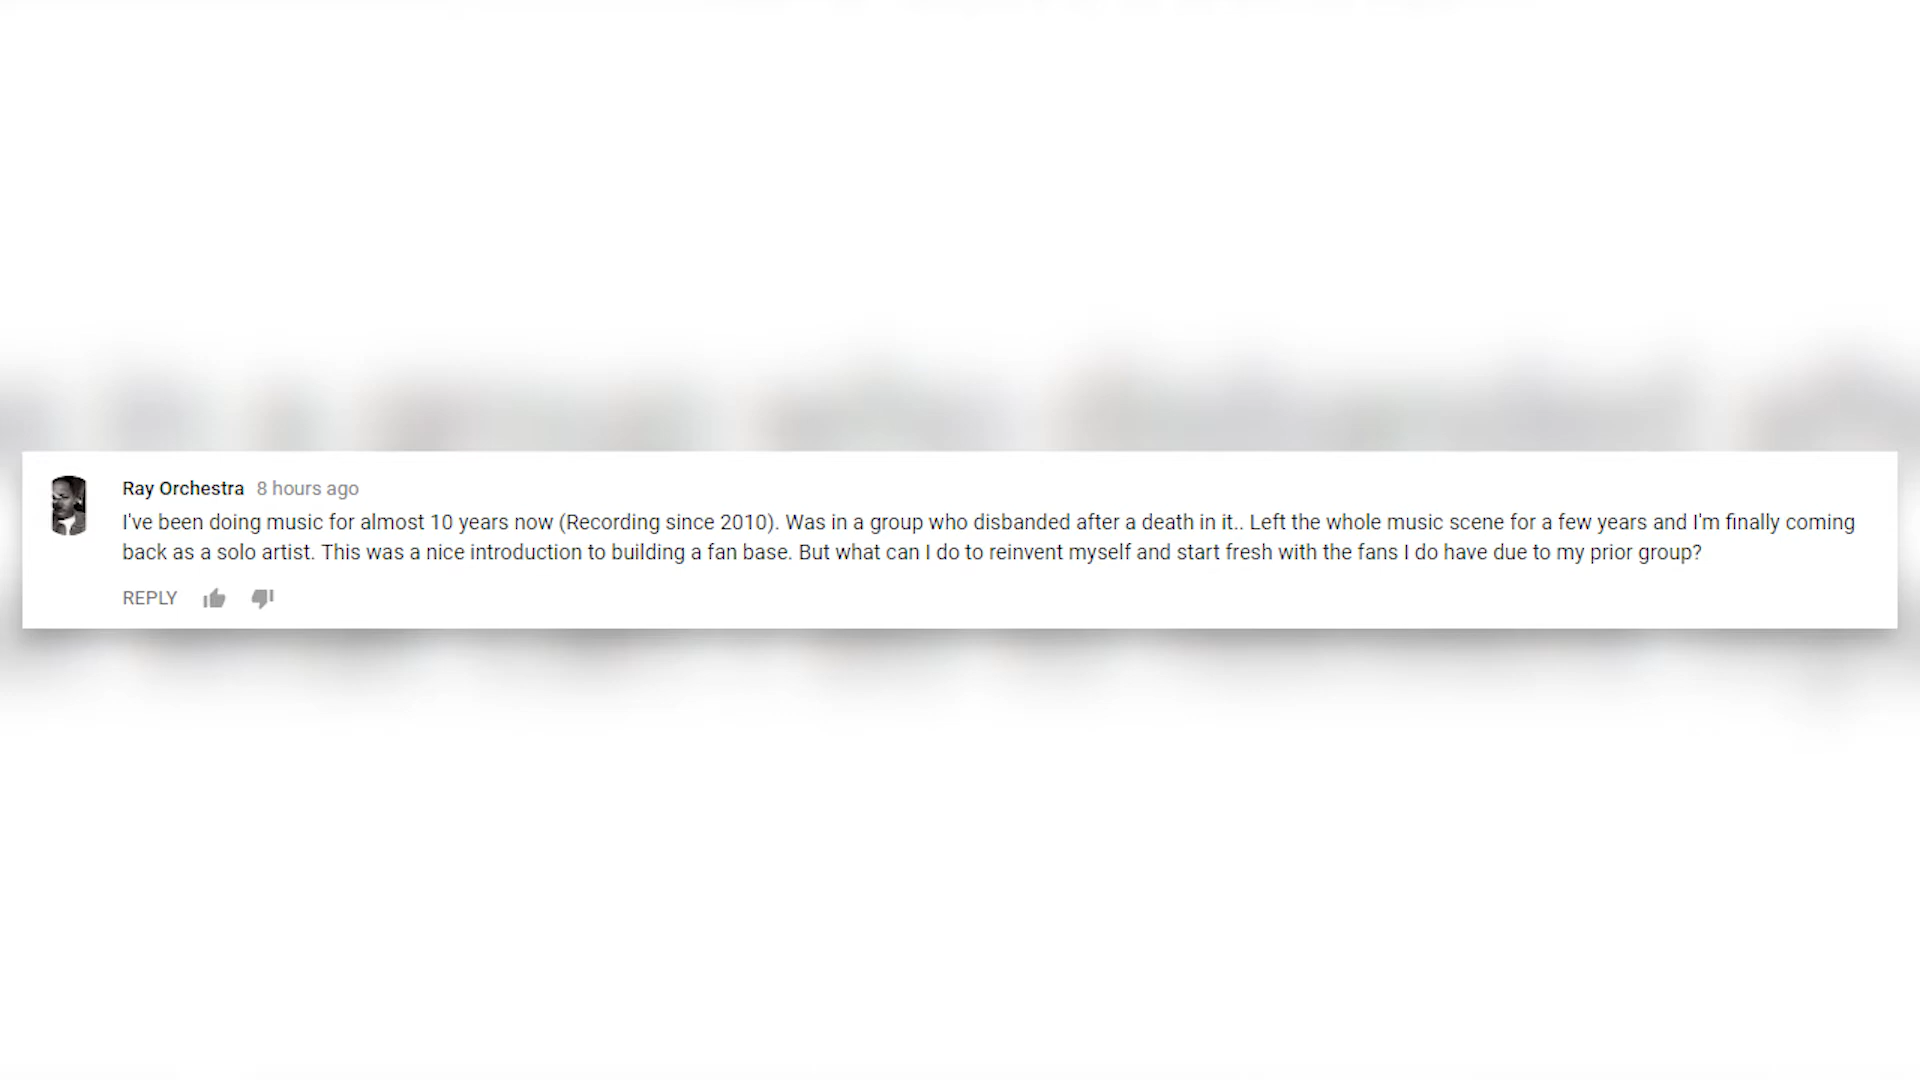 Ray Orchestra 8 hours ago
I've been doing music for almost 10 years now (Recording since 2010). Was in a group who disbanded after a death in it.. Left the whole music scene for a few years and I'm finally coming
back as a solo artist. This was a nice introduction to building a fan base. But what can I do to reinvent myself and start fresh with the fans I do have due to my prior group?
REPLY